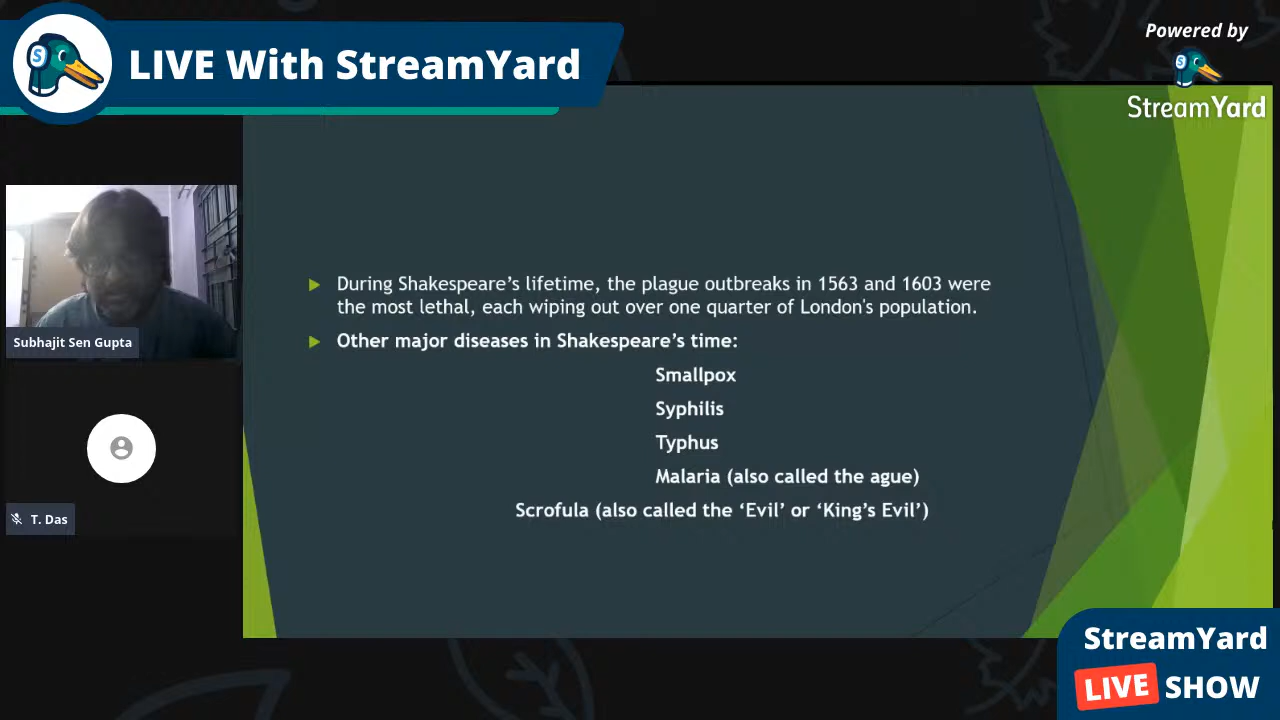 LIVE With StreamYard
Powered by
StreamYard
During Shakespeare's lifetime, the plague outbreaks in 1563 and 1603 were
the most lethal, each wiping out over one quarter of London's population.
Other major diseases in Shakespeare's time:
Smallpox
Syphilis
Typhus
Malaria (also called the ague)
Scrofula (also called the ‘Evil’ or ‘King’s Evil’)
Subhajit Sen Gupta
T. Das
StreamYard
LIVE SHOW